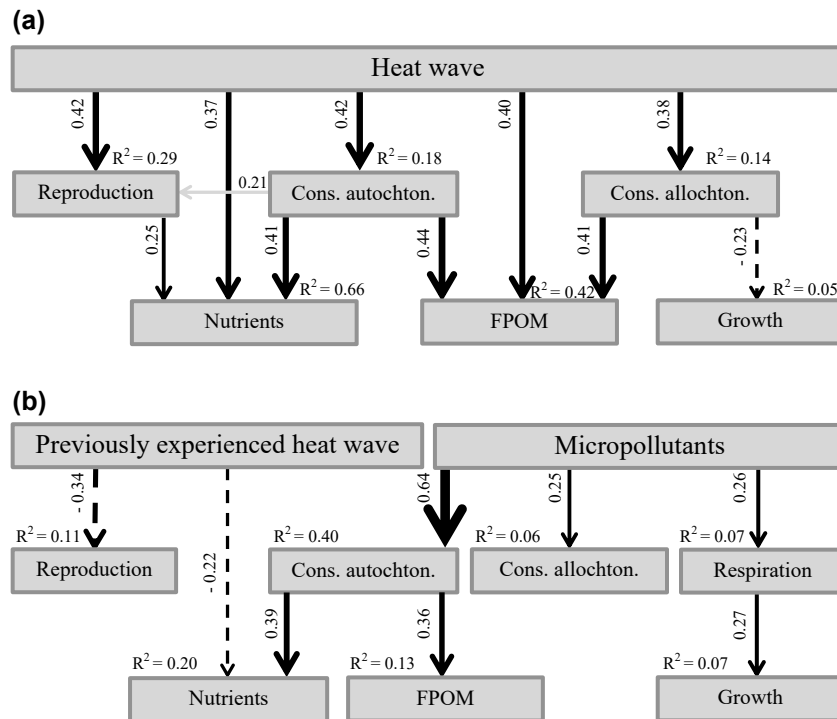 (a)
Heat wave
0.42
0.37
0.42
0.40
0.38
R² = 0.29
R² = 0.18
R² = 0.14
Reproduction
0.21
Cons. autochton.
Cons. allochton.
0.25
0.41
0.44
0.41
- 0.23
R² = 0.66
R² = 0.42
R² = 0.05
Nutrients
FPOM
Growth
(b)
Previously experienced heat wave
Micropollutants
- 0.34
0.64
0.25
0.26
R² = 0.11
R² = 0.40
R² = 0.06
R² = 0.07
Reproduction
- 0.22
Cons. autochton.
Cons. allochton.
Respiration
0.39
0.36
0.27
R² = 0.20
R² = 0.13
R² = 0.07
Nutrients
FPOM
Growth